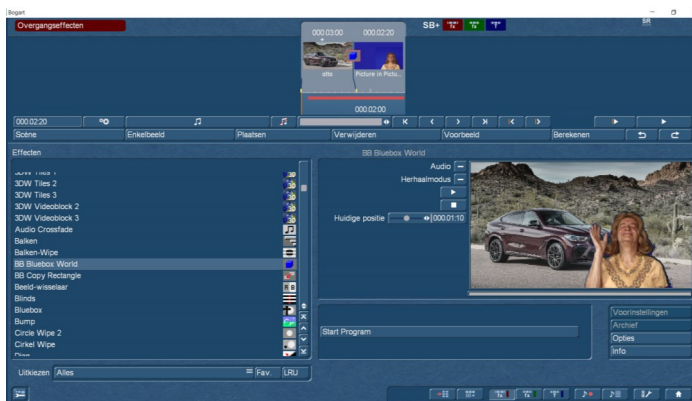 Bogart
Overgangseffecten
000.03:00 000.02:20
SB+
SR
otto Picture in Pictu...
000.02:00
000.02:20
Scène Enkelbeeld Plaatsen Verwijderen Voorbeeld Berekenen
Effecten
BB Bluebox World
3DW Tiles 1
3DW Tiles 2
3DW Tiles 3
3DW Videoblock 2
3DW Videoblock 3
Audio Crossfade
Balken
Balken-Wipe
BB Bluebox World
BB Copy Rectangle
Beeld-wisselaar
Blinds
Bluebox
Bump
Circle Wipe 2
Cirkel Wipe
Audio
Herhaalmodus
Huidige positie 000.01:10
Start Program
Voorinstellingen
Archief
Opties
Info
Uitkiezen Alles Fav. LRU